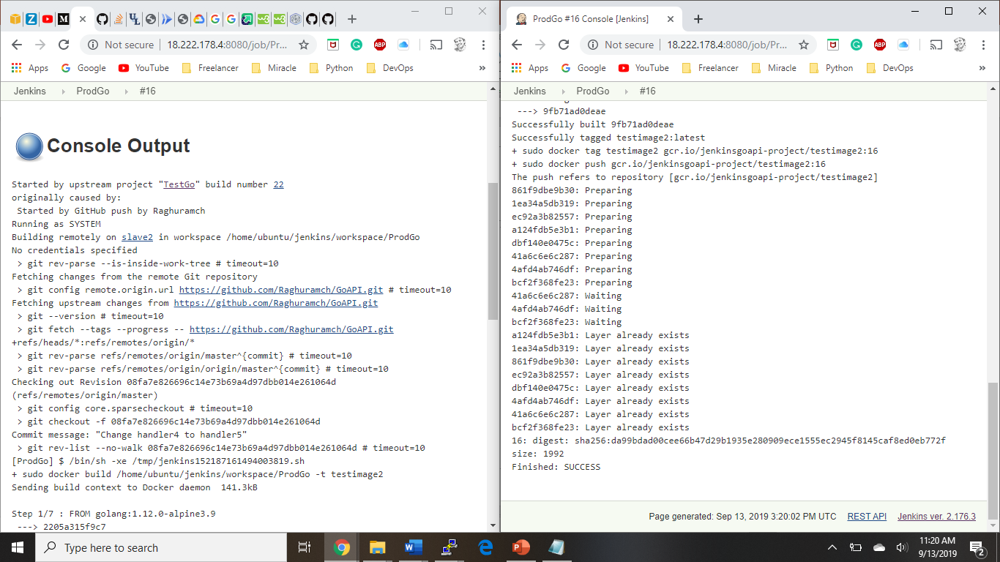 Not secure
18.222.178.4:8080/job/Pr...
Apps
Google
YouTube
Freelancer
Miracle
Python
DevOps
»
Jenkins
ProdGo
#16
Console Output
Started by upstream project "TestGo" build number 22
originally caused by:
Started by GitHub push by Raghuramch
Running as SYSTEM
Building remotely on slave2 in workspace /home/ubuntu/jenkins/workspace/ProdGo
No credentials specified
> git rev-parse --is-inside-work-tree # timeout=10
Fetching changes from the remote Git repository
> git config remote.origin.url https://github.com/Raghuramch/GoAPI.git # timeout=10
Fetching upstream changes from https://github.com/Raghuramch/GoAPI.git
> git --version # timeout=10
> git fetch --tags --progress -- https://github.com/Raghuramch/GoAPI.git
+refs/heads/*:refs/remotes/origin/*
> git rev-parse refs/remotes/origin/master^{commit} # timeout=10
> git rev-parse refs/remotes/origin/origin/master^{commit} # timeout=10
Checking out Revision 08fa7e826696c14e73b69a4d97dbb014e261064d
(refs/remotes/origin/master)
> git config core.sparsecheckout # timeout=10
> git checkout -f 08fa7e826696c14e73b69a4d97dbb014e261064d
Commit message: "Change handler4 to handler5"
> git rev-list --no-walk 08fa7e826696c14e73b69a4d97dbb014e261064d # timeout=10
[ProdGo] $ /bin/sh -xe /tmp/jenkins152187161494003819.sh
+ sudo docker build /home/ubuntu/jenkins/workspace/ProdGo -t testimage2
Sending build context to Docker daemon  141.3kB
Step 1/7 : FROM golang:1.12.0-alpine3.9
---> 2205a315f9c7
ProdGo #16 Console [Jenkins]
Not secure
18.222.178.4:8080/job/Pr...
Apps
Google
YouTube
Freelancer
Miracle
Python
DevOps
»
Jenkins
ProdGo
#16
---> 9fb71ad0deae
Successfully built 9fb71ad0deae
Successfully tagged testimage2:latest
+ sudo docker tag testimage2 gcr.io/jenkinsgoapi-project/testimage2:16
+ sudo docker push gcr.io/jenkinsgoapi-project/testimage2:16
The push refers to repository [gcr.io/jenkinsgoapi-project/testimage2]
861f9dbe9b30: Preparing
1ea34a5db319: Preparing
ec92a3b82557: Preparing
a124fdb5e3b1: Preparing
dbf140e0475c: Preparing
41a6c6e6c287: Preparing
4afd4ab746df: Preparing
bcf2f368fe23: Preparing
41a6c6e6c287: Waiting
4afd4ab746df: Waiting
bcf2f368fe23: Waiting
a124fdb5e3b1: Layer already exists
1ea34a5db319: Layer already exists
861f9dbe9b30: Layer already exists
ec92a3b82557: Layer already exists
dbf140e0475c: Layer already exists
4afd4ab746df: Layer already exists
41a6c6e6c287: Layer already exists
bcf2f368fe23: Layer already exists
16: digest: sha256:da99bdad00cee66b47d29b1935e280909ece1555ec2945f8145caf8ed0eb772f
size: 1992
Finished: SUCCESS
Page generated: Sep 13, 2019 3:20:02 PM UTC
REST API
Jenkins ver. 2.176.3
Type here to search
11:20 AM
9/13/2019
2